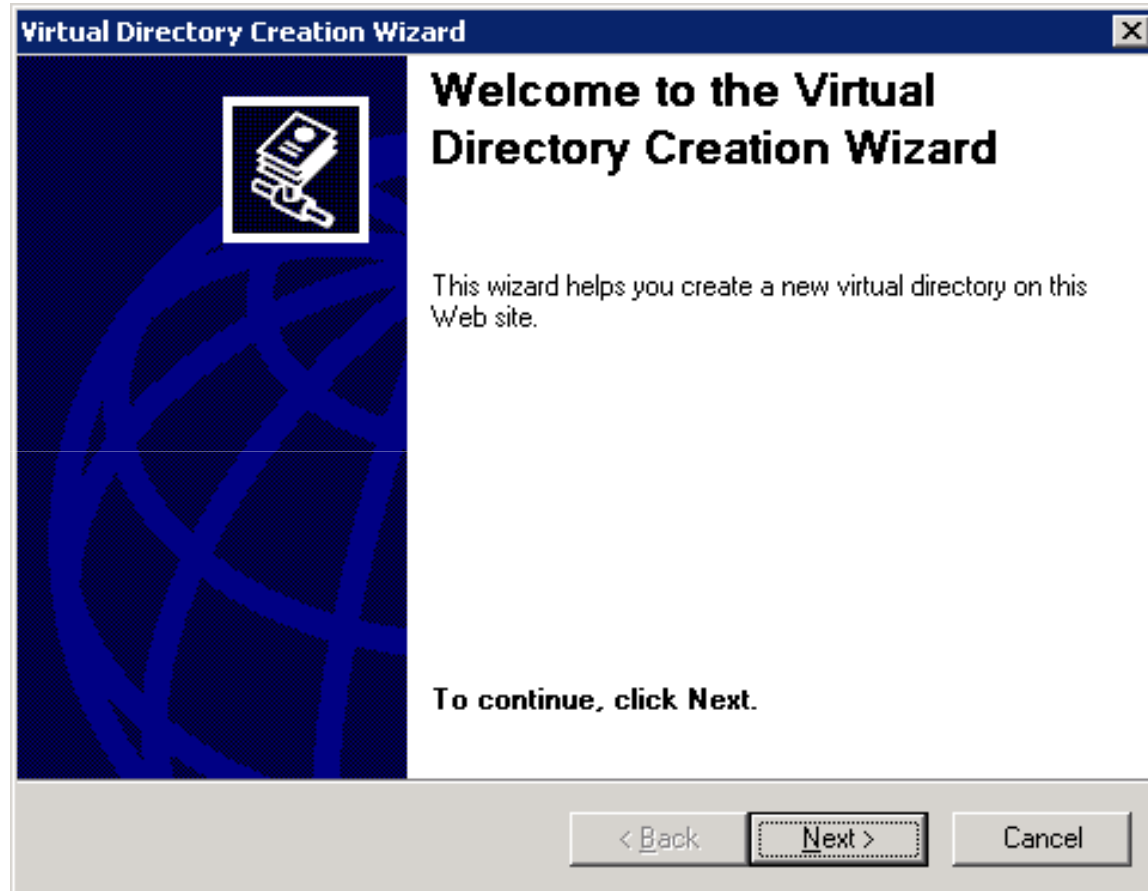 Virtual Directory Creation Wizard
Welcome to the Virtual
Directory Creation Wizard
This wizard helps you create a new virtual directory on this
Web site.
To continue, click Next.
< Back
Next >
Cancel